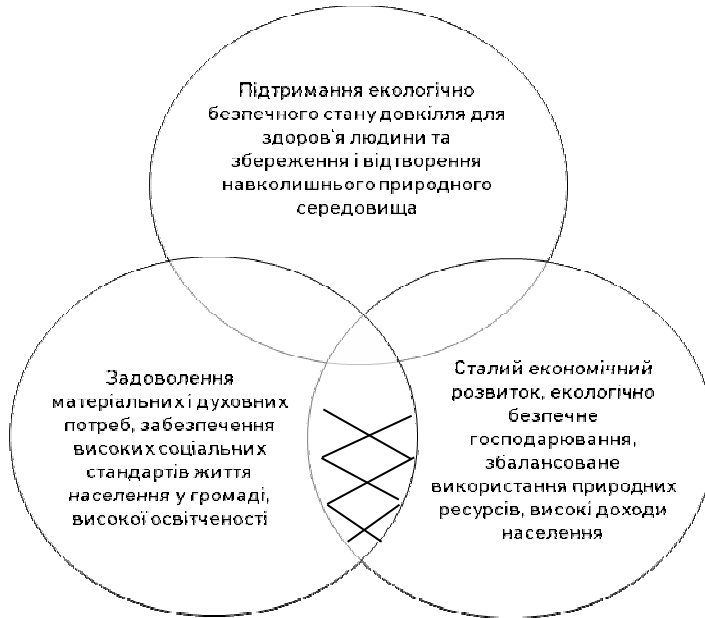 Підтримання екологічно
безпечного стану довкілля для
здоров'я людини та
збереження і відтворення
навколишнього природного
середовища
Задоволення
матеріальних і духовних
потреб, забезпечення
високих соціальних
стандартів життя
населення у громаді,
високої освітченості
Сталий економічний
розвиток, екологічно
безпечне
господарювання,
збалансоване
використання природних
ресурсів, високі доходи
населення